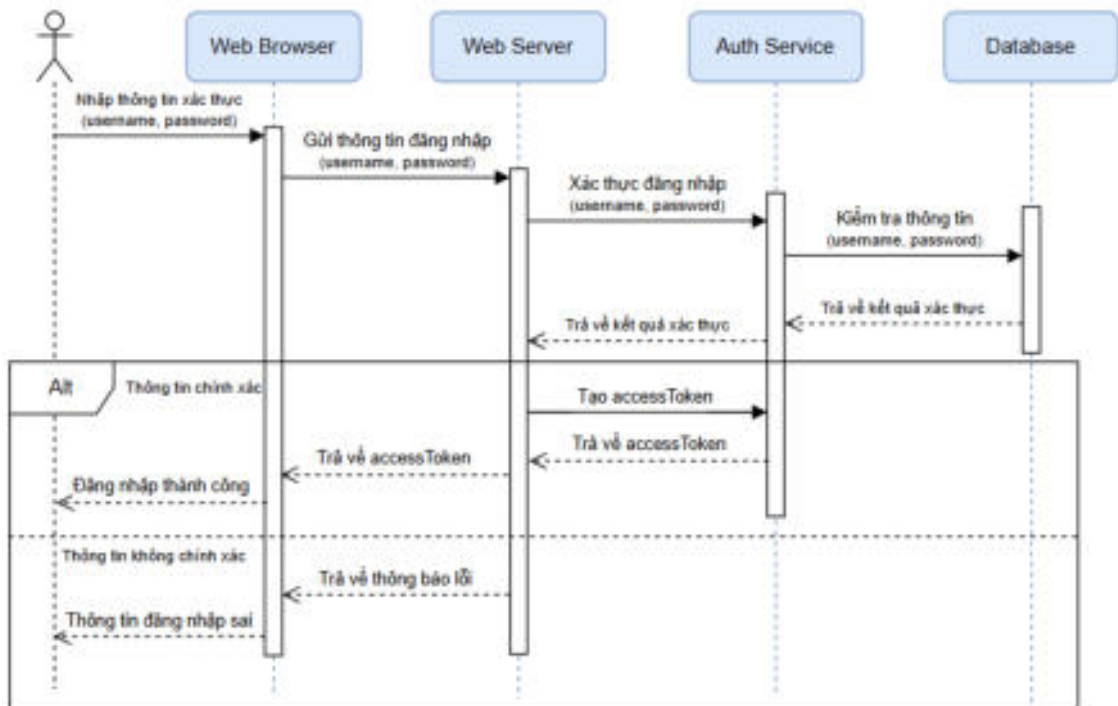 Web Browser
Web Server
Auth Service
Database
Nhập thông tin xác thực
(username, password)
Gửi thông tin đăng nhập
(username, password)
Xác thực đăng nhập
(username, password)
Kiểm tra thông tin
(username, password)
Trả về kết quả xác thực
Trả về kết quả xác thực
Alt
Thông tin chính xác
Tạo accessToken
Trả về accessToken
Trả về accessToken
Đăng nhập thành công
Thông tin không chính xác
Trả về thông báo lỗi
Thông tin đăng nhập sai